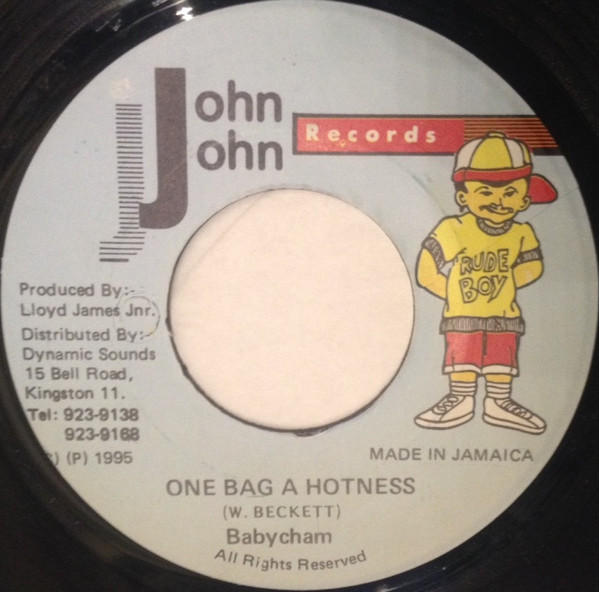 John
John
Records
RUDE
BOY
Produced By:-
Lloyd James Jnr.
Distributed By:-
Dynamic Sounds
15 Bell Road,
Kingston 11.
Tel: 923-9138
923-9168
(P) 1995
MADE IN JAMAICA
ONE BAG A HOTNESS
(W. BECKETT)
Babycham
All Rights Reserved